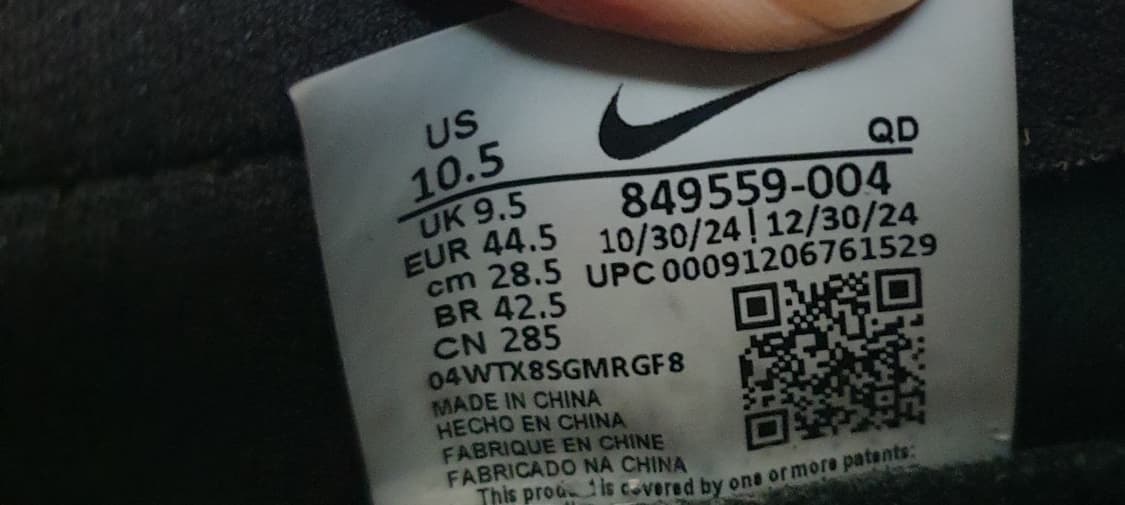 US
10.5
QD
UK 9.5
849559-004
EUR 44.5
10/30/24 | 12/30/24
cm 28.5
UPC 00091206761529
BR 42.5
CN 285
04WTX8SGMRGF8
MADE IN CHINA
HECHO EN CHINA
FABRIQUE EN CHINE
FABRICADO NA CHINA
This is covered by one or more patents: